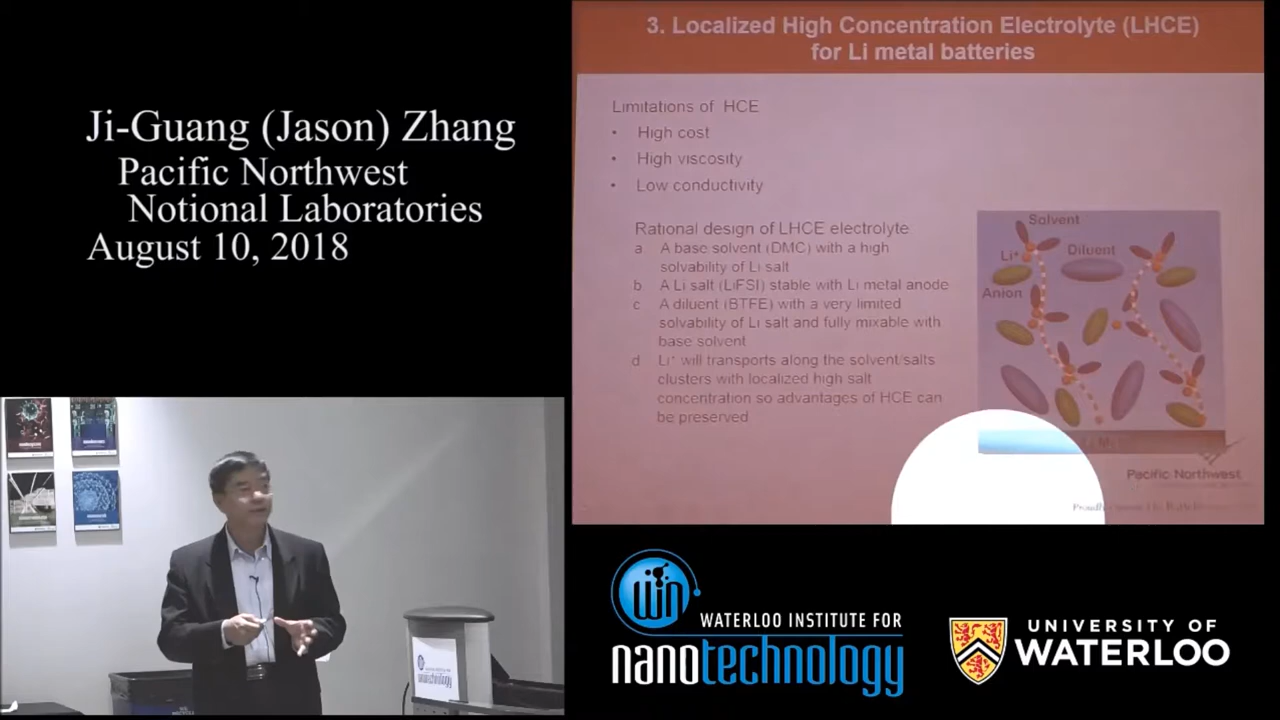 Ji-Guang (Jason) Zhang
Pacific Northwest
Notional Laboratories
August 10, 2018
3. Localized High Concentration Electrolyte (LHCE)
for Li metal batteries
Limitations of HCE
• High cost
• High viscosity
• Low conductivity
Rational design of LHCE electrolyte
a. A base solvent (DMC) with a high
solvability of Li salt
b A Li salt (LiFSI) stable with Li metal anode
c A diluent (BTFE) with a very limited
solvability of Li salt and fully mixable with
base solvent
d Li⁺ will transports along the solvent/salts
clusters with localized high salt
concentration so advantages of HCE can
be preserved
Solvent
Li⁺
Diluent
Anion
Pacific Northwest
WATERLOO INSTITUTE FOR
nanotechnology
UNIVERSITY OF
WATERLOO
nanotechnology